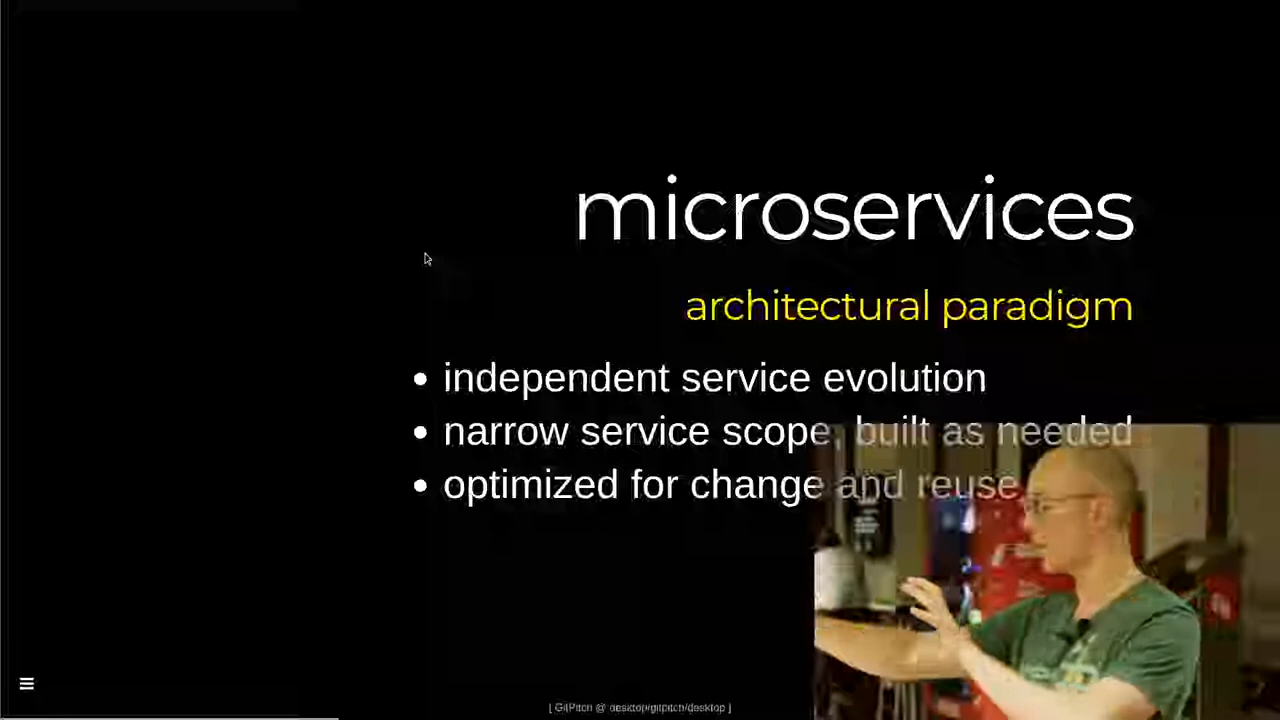 microservices
architectural paradigm
• independent service evolution
• narrow service scope, built as needed
• optimized for change and reuse
[ GitPitch @ desktop/gitpitch/desktop ]